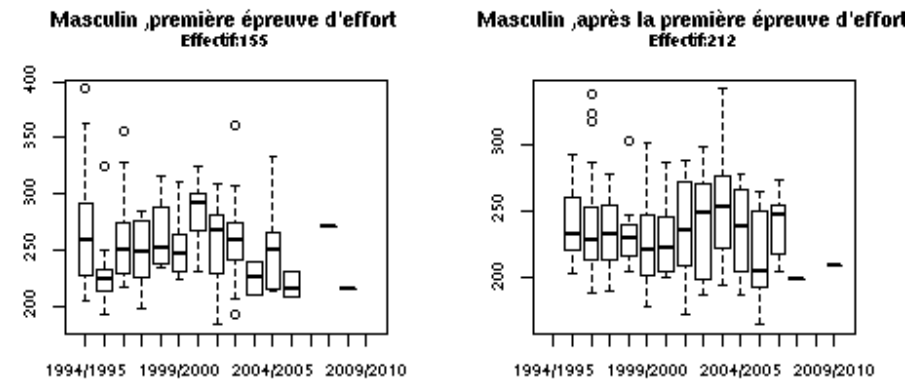 Masculin ,première épreuve d'effort
Effectif:155
400
350
300
250
200
1994/1995 1999/2000 2004/2005 2009/2010
Masculin ,après la première épreuve d'effort
Effectif:212
300
250
200
1994/1995 1999/2000 2004/2005 2009/2010